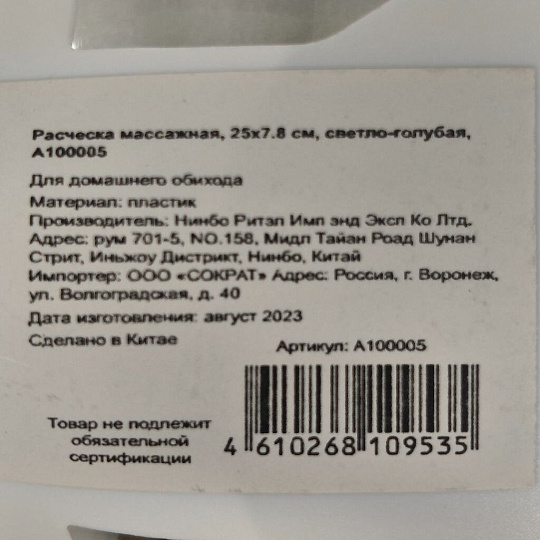 Расческа массажная, 25x7.8 см, светло-голубая,
А100005
Для домашнего обихода
Материал: пластик
Производитель: Нинбо Ритэл Имп энд Эксп Ко Лтд.
Адрес: рум 701-5, NO.158, Мидл Тайан Роад Шунан
Стрит, Иньжоу Дистрикт, Нинбо, Китай
Импортер: ООО «СОКРАТ» Адрес: Россия, г. Воронеж,
ул. Волгоградская, д. 40
Дата изготовления: август 2023
Сделано в Китае
Артикул: А100005
Товар не подлежит
обязательной
сертификации
4 610268 109535